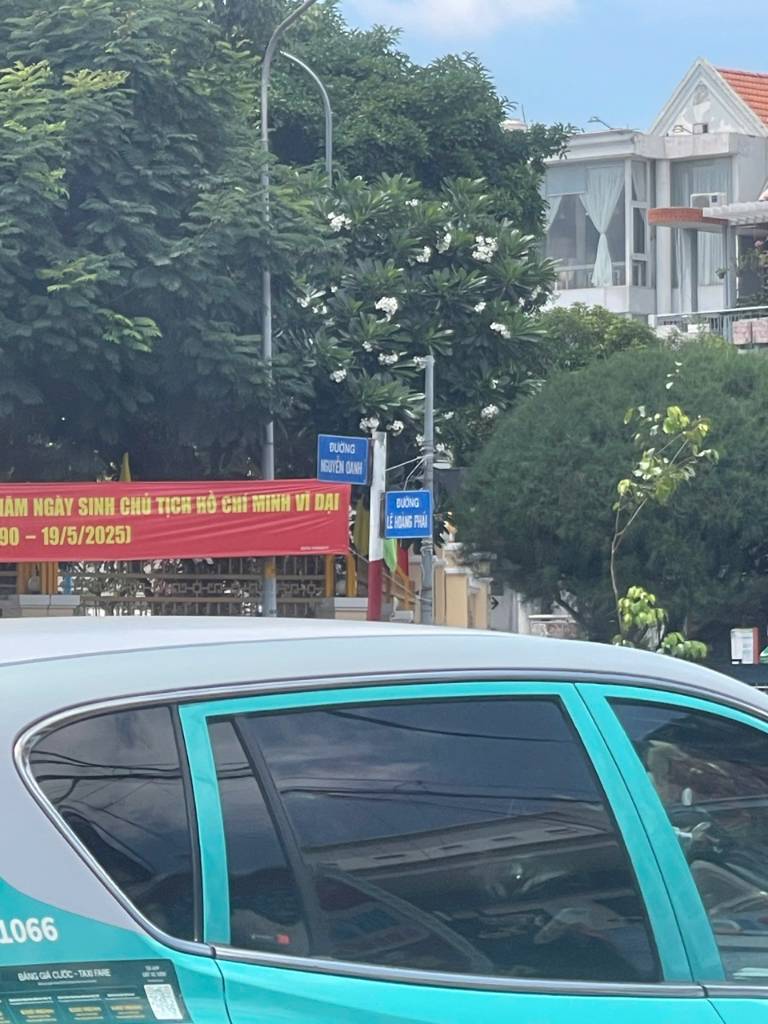 ĐƯỜNG
NGUYỄN OANH
ĐƯỜNG
LÊ HOÀNG PHÁI
NĂM NGÀY SINH CHỦ TỊCH HỒ CHÍ MINH VĨ ĐẠI
90 – 19/5/2025)
1066
BẢNG GIÁ CƯỚC - TAXI FARE